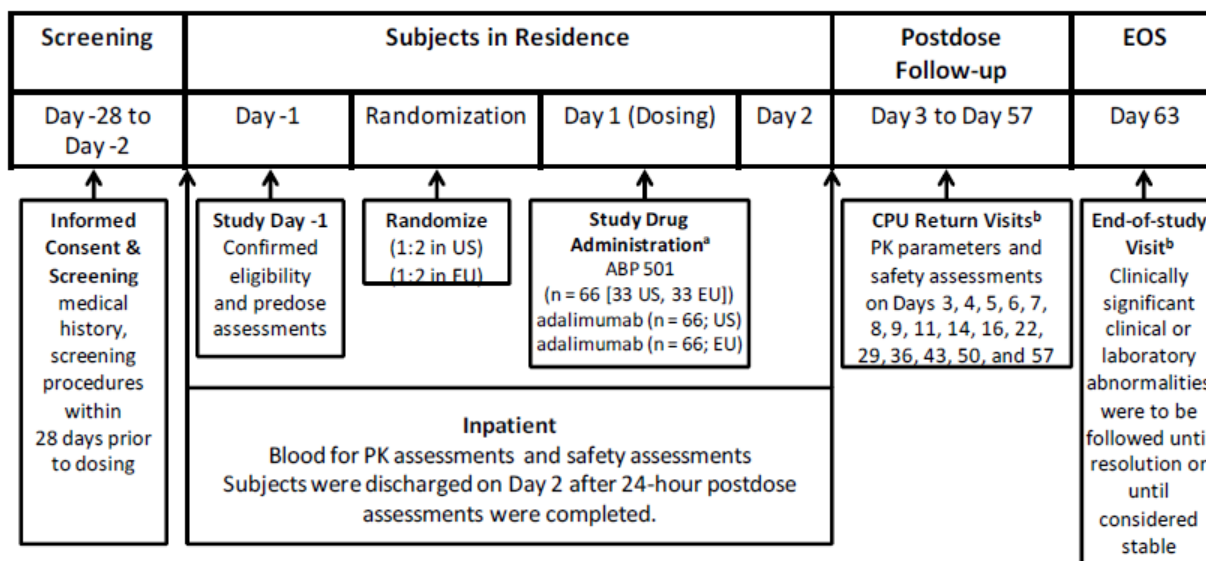 Screening
Subjects in Residence
Postdose
Follow-up
EOS
Day -28 to
Day -2
Day -1
Randomization
Day 1 (Dosing)
Day 2
Day 3 to Day 57
Day 63
Informed
Consent &
Screening
medical
history,
screening
procedures
within
28 days prior
to dosing
Study Day -1
Confirmed
eligibility
and predose
assessments
Randomize
(1:2 in US)
(1:2 in EU)
Study Drug
Administrationᵃ
ABP 501
(n = 66 [33 US, 33 EU])
adalimumab (n = 66; US)
adalimumab (n = 66; EU)
CPU Return Visitsᵇ
PK parameters and
safety assessments
on Days 3, 4, 5, 6, 7,
8, 9, 11, 14, 16, 22,
29, 36, 43, 50, and 57
End-of-study
Visitᵇ
Clinically
significant
clinical or
laboratory
abnormalities
were to be
followed until
resolution or
until
considered
stable
Inpatient
Blood for PK assessments and safety assessments
Subjects were discharged on Day 2 after 24-hour postdose
assessments were completed.